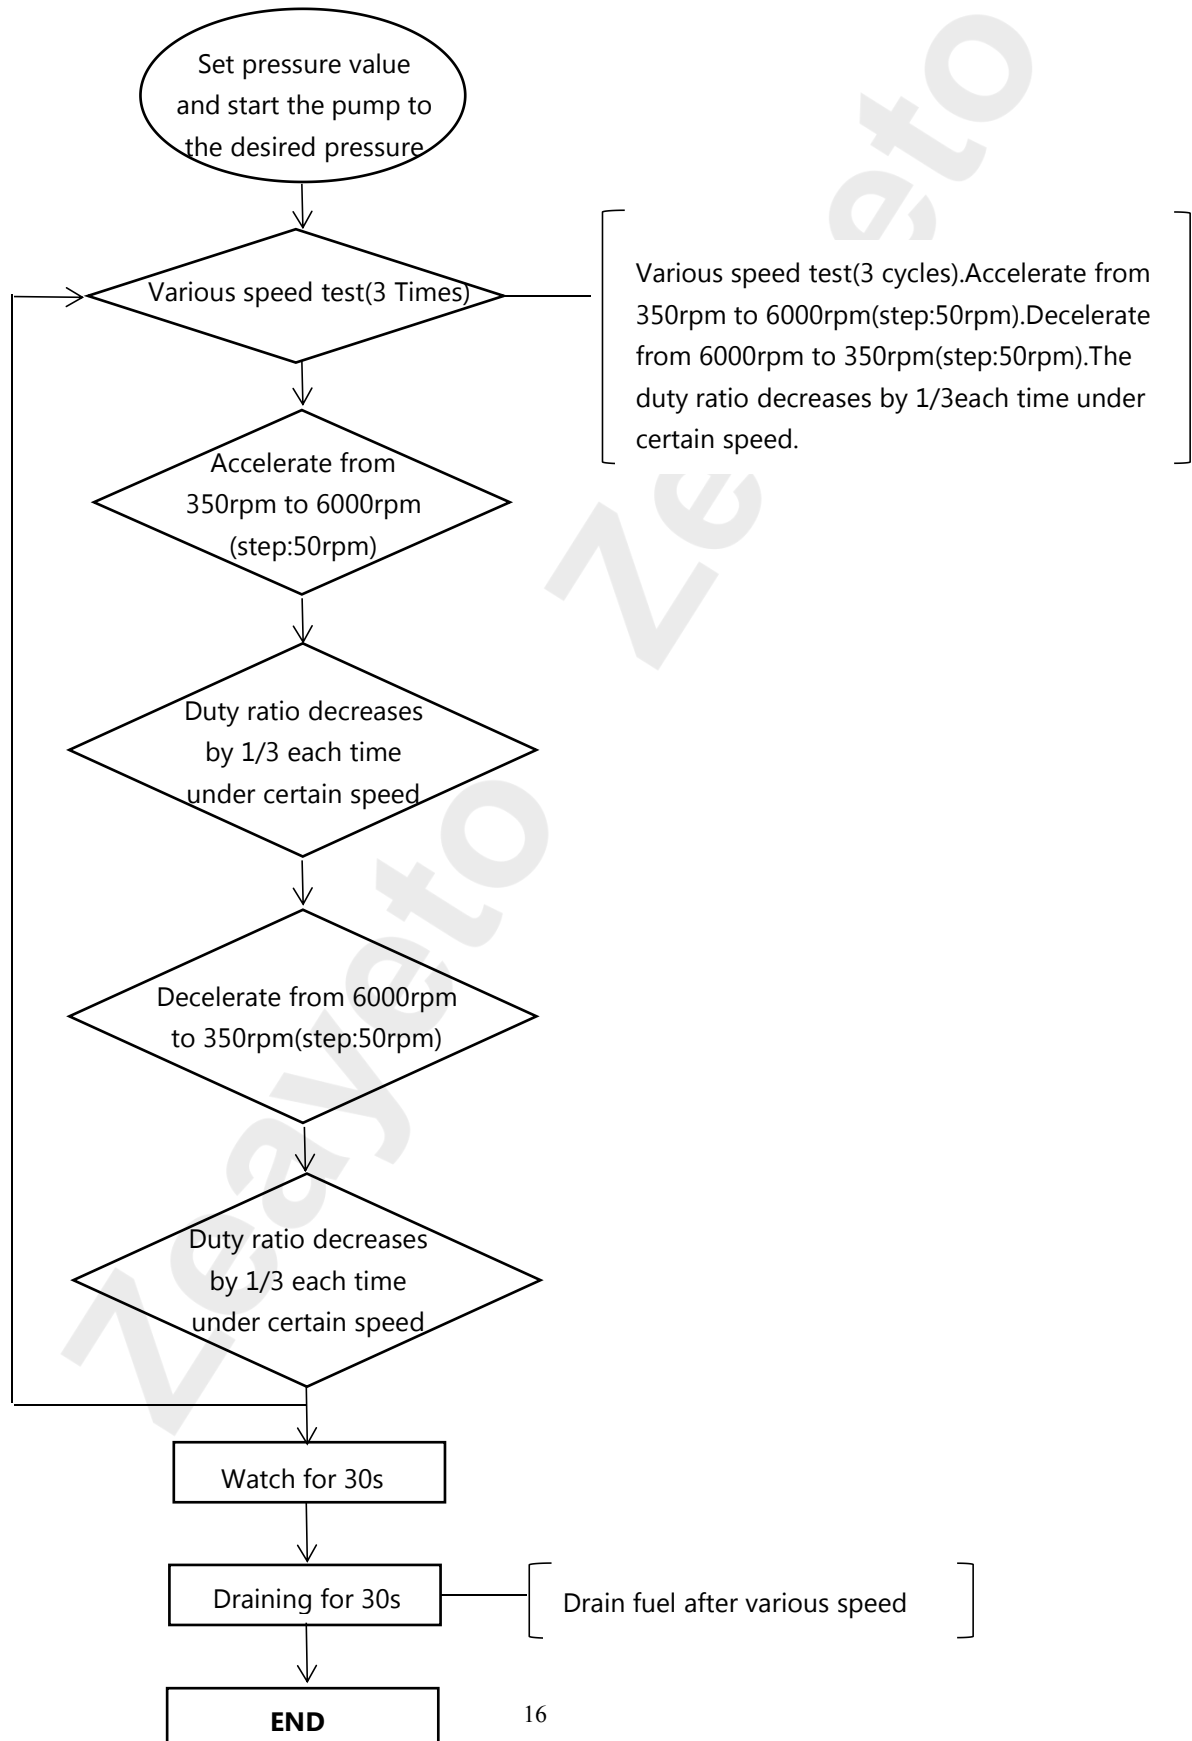 Set pressure value
and start the pump to
the desired pressure
Various speed test(3 Times)
Various speed test(3 cycles).Accelerate from
350rpm to 6000rpm(step:50rpm).Decelerate
from 6000rpm to 350rpm(step:50rpm).The
duty ratio decreases by 1/3each time under
certain speed.
Accelerate from
350rpm to 6000rpm
(step:50rpm)
Duty ratio decreases
by 1/3 each time
under certain speed
Decelerate from 6000rpm
to 350rpm(step:50rpm)
Duty ratio decreases
by 1/3 each time
under certain speed
Watch for 30s
Draining for 30s
Drain fuel after various speed
END
16
Zeayeto
Ze eto